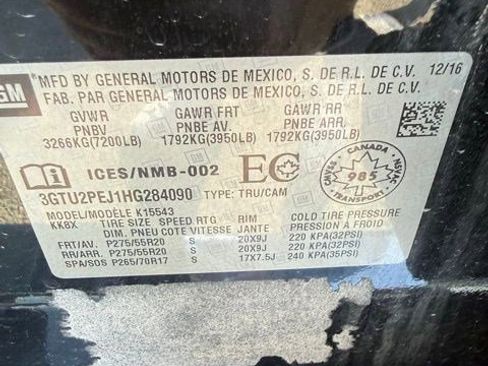 GM
MFD BY GENERAL MOTORS DE MEXICO, S. DE R.L. DE C.V. 12/16
FAB. PAR GENERAL MOTORS DE MEXICO, S. DE R.L. DE C.V.
GVWR GAWR FRT GAWR RR
PNBV PNBE AV. PNBE ARR.
3266KG(7200LB) 1792KG(3950LB) 1792KG(3950LB)
ICES/NMB-002 EC CANADA CMVSS NSVAC 985 TRANSPORT
3GTU2PEJ1HG284090 TYPE: TRU/CAM
MODEL/MODELE K15543
KK8X TIRE SIZE SPEED RTG RIM COLD TIRE PRESSURE
DIM. PNEU COTE VITESSE JANTE PRESSION À FROID
FRT/AV. P275/55R20 S 20X9J 220 KPA(32PSI)
RR/ARR. P275/55R20 S 20X9J 220 KPA(32PSI)
SPA/SOS P265/70R17 S 17X7.5J 240 KPA(35PSI)